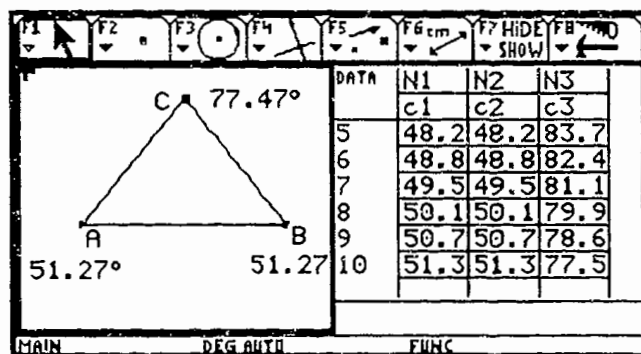 F1 F2 F3 F4 F5 F6 cm F7 HIDE SHOW F8
DATA N1 N2 N3
c1 c2 c3
5 48.2 48.2 83.7
6 48.8 48.8 82.4
7 49.5 49.5 81.1
8 50.1 50.1 79.9
9 50.7 50.7 78.6
10 51.3 51.3 77.5
C 77.47°
A B
51.27° 51.27
MAIN DEG AUTO FUNC